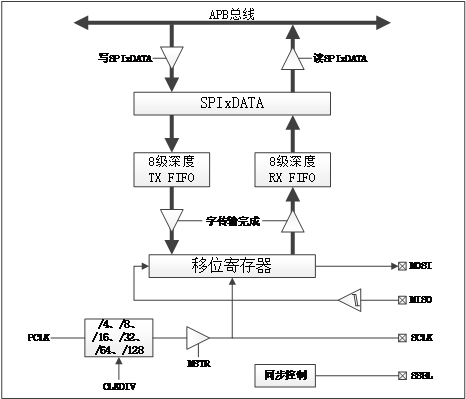 APB总线
写SPIxDATA
读SPIxDATA
SPIxDATA
8级深度
TX FIFO
8级深度
RX FIFO
字传输完成
移位寄存器
MOSI
MISO
PCLK
/4、/8、
/16、/32、
/64、/128
SCLK
MSTR
CLKDIV
同步控制
SSEL